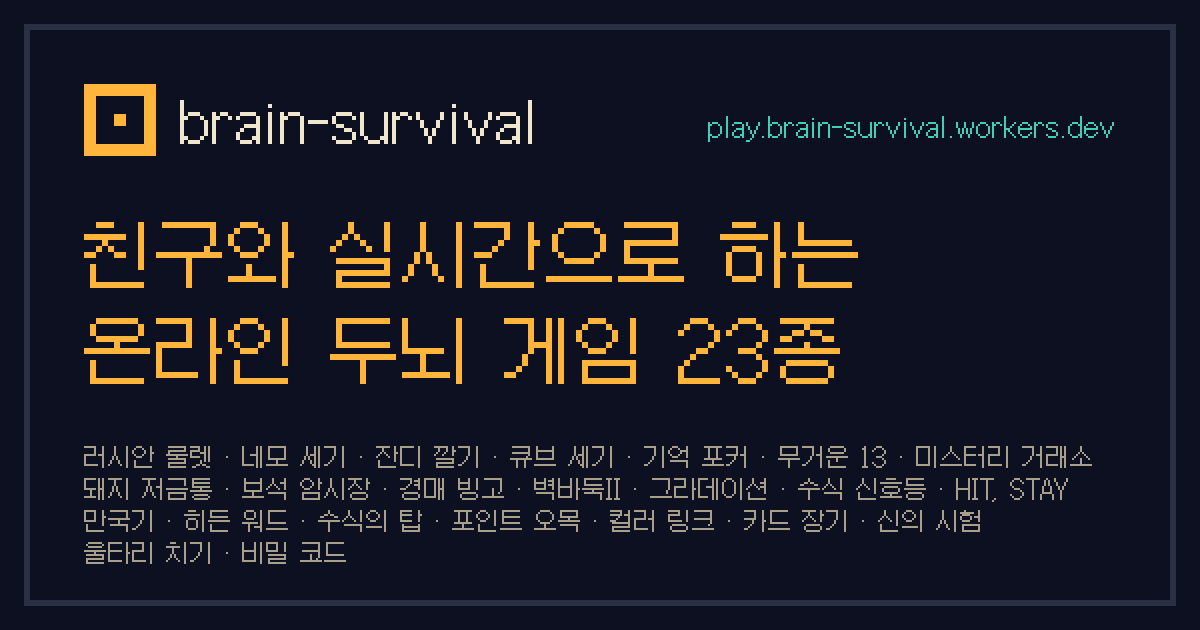 brain-survival
play.brain-survival.workers.dev
친구와 실시간으로 하는
온라인 두뇌 게임 23종
러시안 룰렛 · 네모 세기 · 잔디 깔기 · 큐브 세기 · 기억 포커 · 무거운 13 · 미스터리 거래소
돼지 저금통 · 보석 암시장 · 경매 빙고 · 벽바둑II · 그라데이션 · 수식 신호등 · HIT, STAY
만국기 · 히든 워드 · 수식의 탑 · 포인트 오목 · 컬러 링크 · 카드 장기 · 신의 시험
울타리 치기 · 비밀 코드